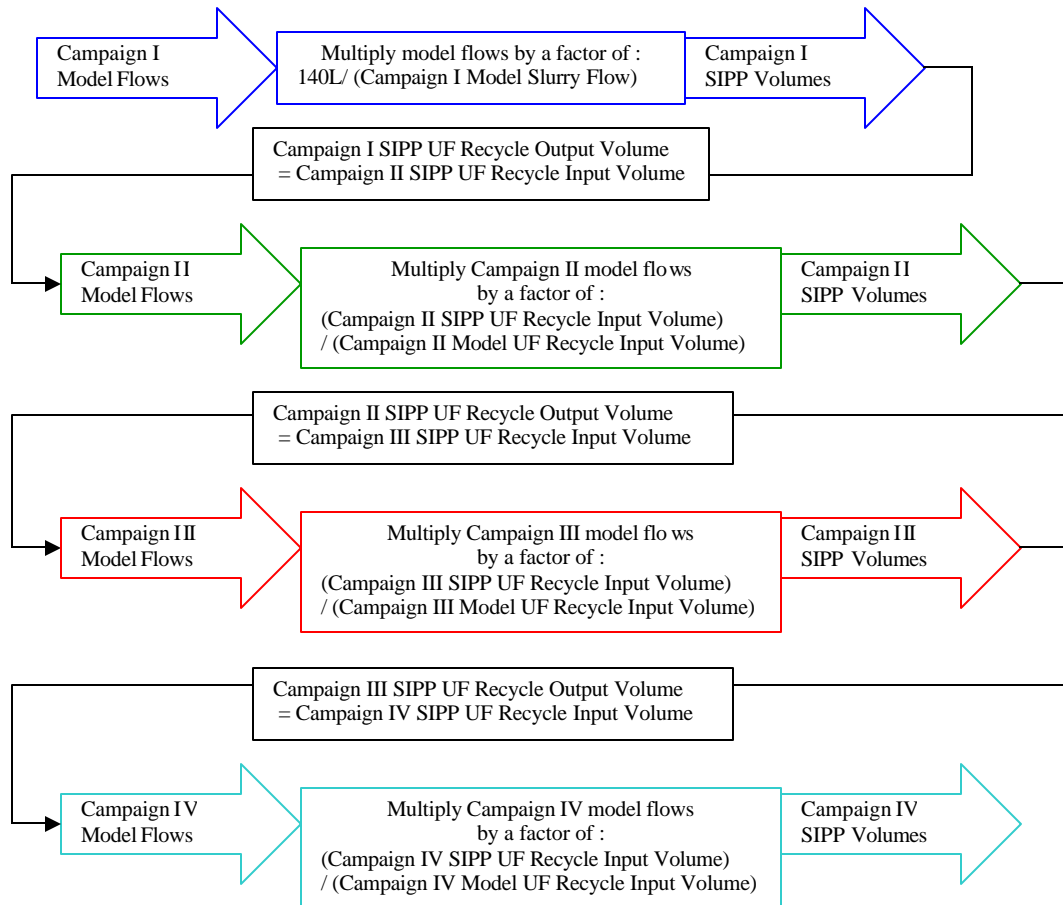 Campaign I
Model Flows
Multiply model flows by a factor of :
140L/ (Campaign I Model Slurry Flow)
Campaign I
SIPP Volumes
Campaign I SIPP UF Recycle Output Volume
= Campaign II SIPP UF Recycle Input Volume
Campaign II
Model Flows
Multiply Campaign II model flows
by a factor of :
(Campaign II SIPP UF Recycle Input Volume)
/ (Campaign II Model UF Recycle Input Volume)
Campaign II
SIPP Volumes
Campaign II SIPP UF Recycle Output Volume
= Campaign III SIPP UF Recycle Input Volume
Campaign III
Model Flows
Multiply Campaign III model flows
by a factor of :
(Campaign III SIPP UF Recycle Input Volume)
/ (Campaign III Model UF Recycle Input Volume)
Campaign III
SIPP Volumes
Campaign III SIPP UF Recycle Output Volume
= Campaign IV SIPP UF Recycle Input Volume
Campaign IV
Model Flows
Multiply Campaign IV model flows
by a factor of :
(Campaign IV SIPP UF Recycle Input Volume)
/ (Campaign IV Model UF Recycle Input Volume)
Campaign IV
SIPP Volumes